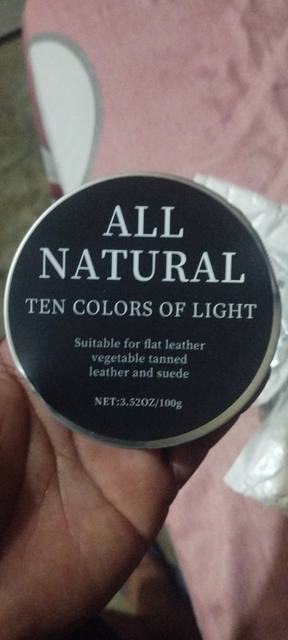 ALL
NATURAL
TEN COLORS OF LIGHT
Suitable for flat leather
vegetable tanned
leather and suede
NET:3.52OZ/100g